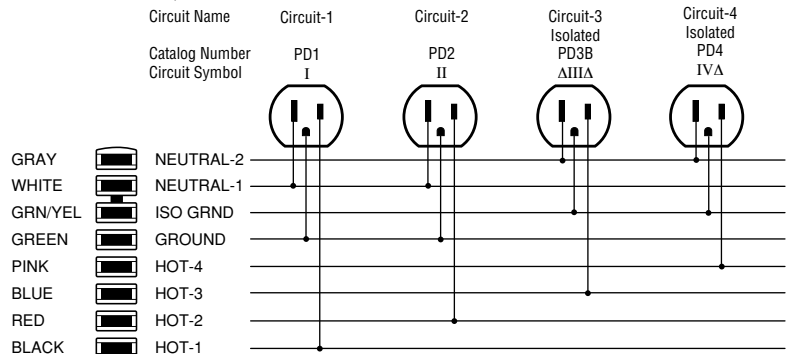 Circuit Name Circuit-1 Circuit-2 Circuit-3 Isolated Circuit-4 Isolated
Catalog Number PD1 PD2 PD3B PD4
Circuit Symbol I II ΔIIIΔ IVΔ
GRAY NEUTRAL-2
WHITE NEUTRAL-1
GRN/YEL ISO GRND
GREEN GROUND
PINK HOT-4
BLUE HOT-3
RED HOT-2
BLACK HOT-1